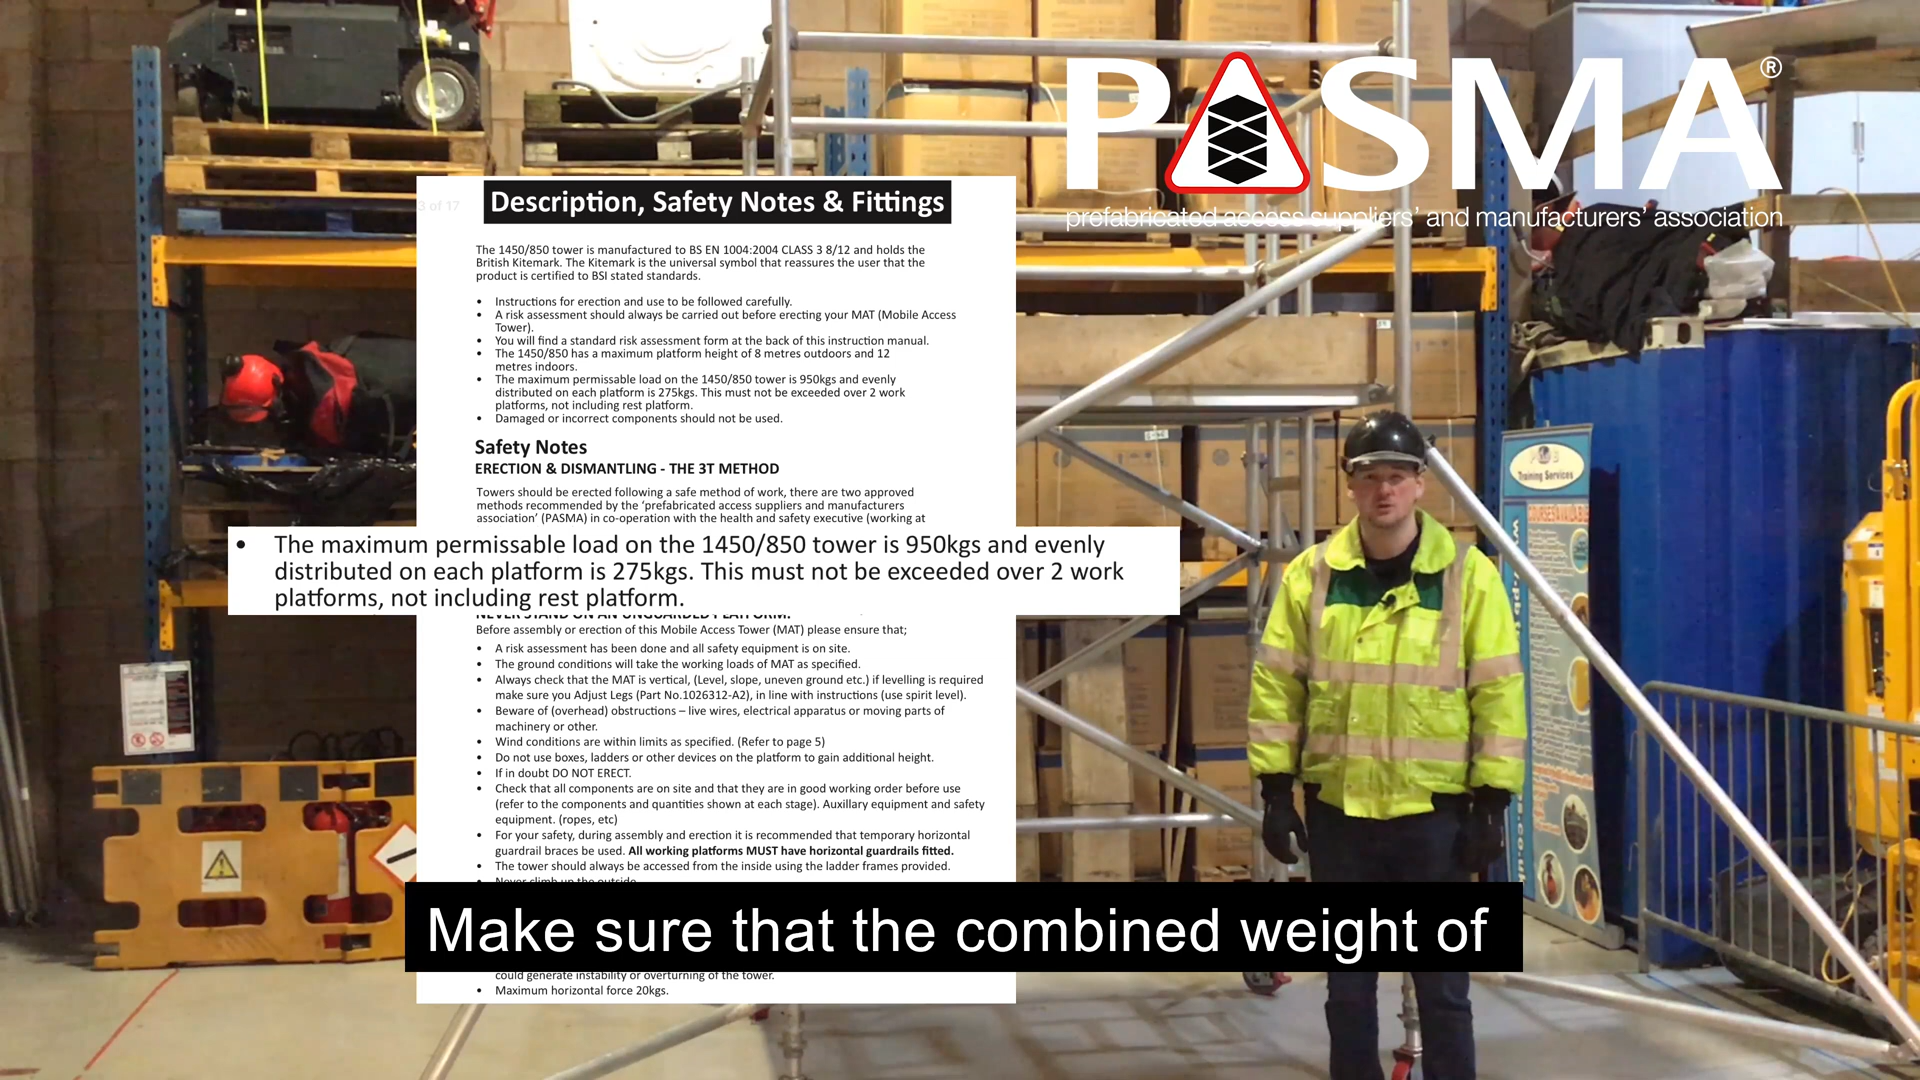 PASMA®
prefabricated access suppliers' and manufacturers' association
3 of 17
Description, Safety Notes & Fittings
The 1450/850 tower is manufactured to BS EN 1004:2004 CLASS 3 8/12 and holds the
British Kitemark. The Kitemark is the universal symbol that reassures the user that the
product is certified to BSI stated standards.
• Instructions for erection and use to be followed carefully.
• A risk assessment should always be carried out before erecting your MAT (Mobile Access
Tower).
• You will find a standard risk assessment form at the back of this instruction manual.
• The 1450/850 has a maximum platform height of 8 metres outdoors and 12
metres indoors.
• The maximum permissable load on the 1450/850 tower is 950kgs and evenly
distributed on each platform is 275kgs. This must not be exceeded over 2 work
platforms, not including rest platform.
• Damaged or incorrect components should not be used.
Safety Notes
ERECTION & DISMANTLING - THE 3T METHOD
Towers should be erected following a safe method of work, there are two approved
methods recommended by the 'prefabricated access suppliers and manufacturers
association' (PASMA) in co-operation with the health and safety executive (working at
• The maximum permissable load on the 1450/850 tower is 950kgs and evenly
distributed on each platform is 275kgs. This must not be exceeded over 2 work
platforms, not including rest platform.
NEVER STAND ON AN UNGUARDED PLATFORM.
Before assembly or erection of this Mobile Access Tower (MAT) please ensure that;
• A risk assessment has been done and all safety equipment is on site.
• The ground conditions will take the working loads of MAT as specified.
• Always check that the MAT is vertical, (Level, slope, uneven ground etc.) if levelling is required
make sure you Adjust Legs (Part No.1026312-A2), in line with instructions (use spirit level).
• Beware of (overhead) obstructions – live wires, electrical apparatus or moving parts of
machinery or other.
• Wind conditions are within limits as specified. (Refer to page 5)
• Do not use boxes, ladders or other devices on the platform to gain additional height.
• If in doubt DO NOT ERECT.
• Check that all components are on site and that they are in good working order before use
(refer to the components and quantities shown at each stage). Auxillary equipment and safety
equipment. (ropes, etc)
• For your safety, during assembly and erection it is recommended that temporary horizontal
guardrail braces be used. All working platforms MUST have horizontal guardrails fitted.
• The tower should always be accessed from the inside using the ladder frames provided.
• Never climb up the outside
Make sure that the combined weight of
could generate instability or overturning of the tower.
• Maximum horizontal force 20kgs.
Training Services
COURSES AVAILABLE